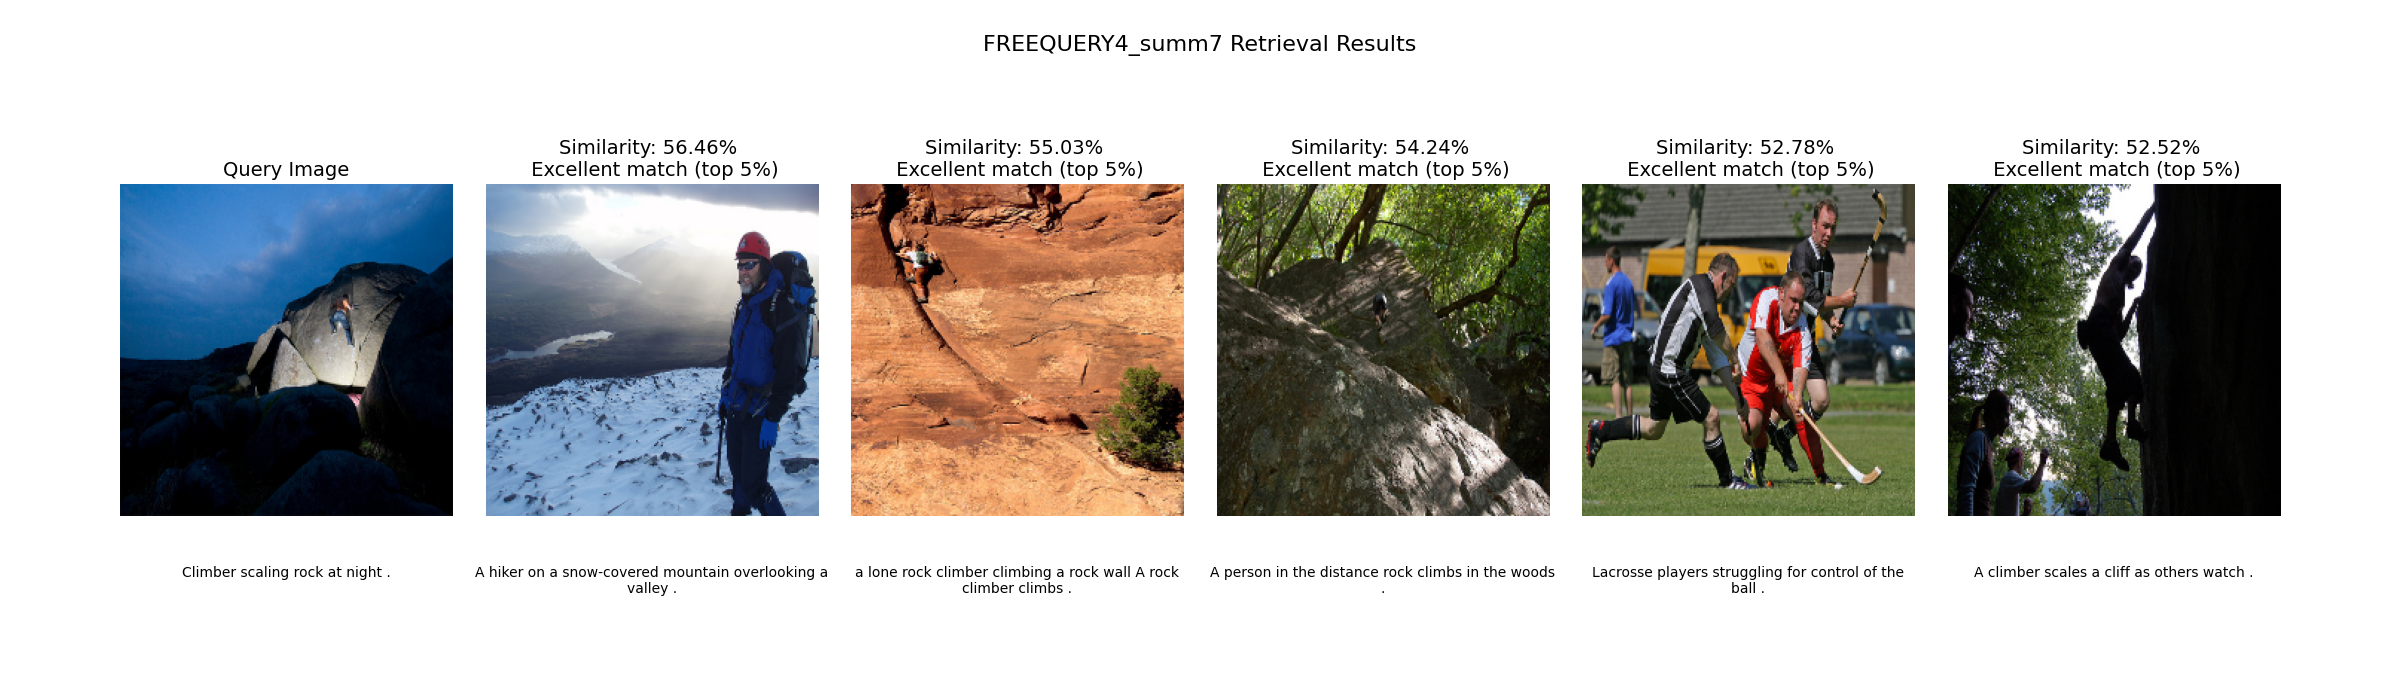 FREEQUERY4_summ7 Retrieval Results
Query Image
Similarity: 56.46%
Excellent match (top 5%)
Similarity: 55.03%
Excellent match (top 5%)
Similarity: 54.24%
Excellent match (top 5%)
Similarity: 52.78%
Excellent match (top 5%)
Similarity: 52.52%
Excellent match (top 5%)
Climber scaling rock at night .
A hiker on a snow-covered mountain overlooking a
valley .
a lone rock climber climbing a rock wall A rock
climber climbs .
A person in the distance rock climbs in the woods
.
Lacrosse players struggling for control of the
ball .
A climber scales a cliff as others watch .